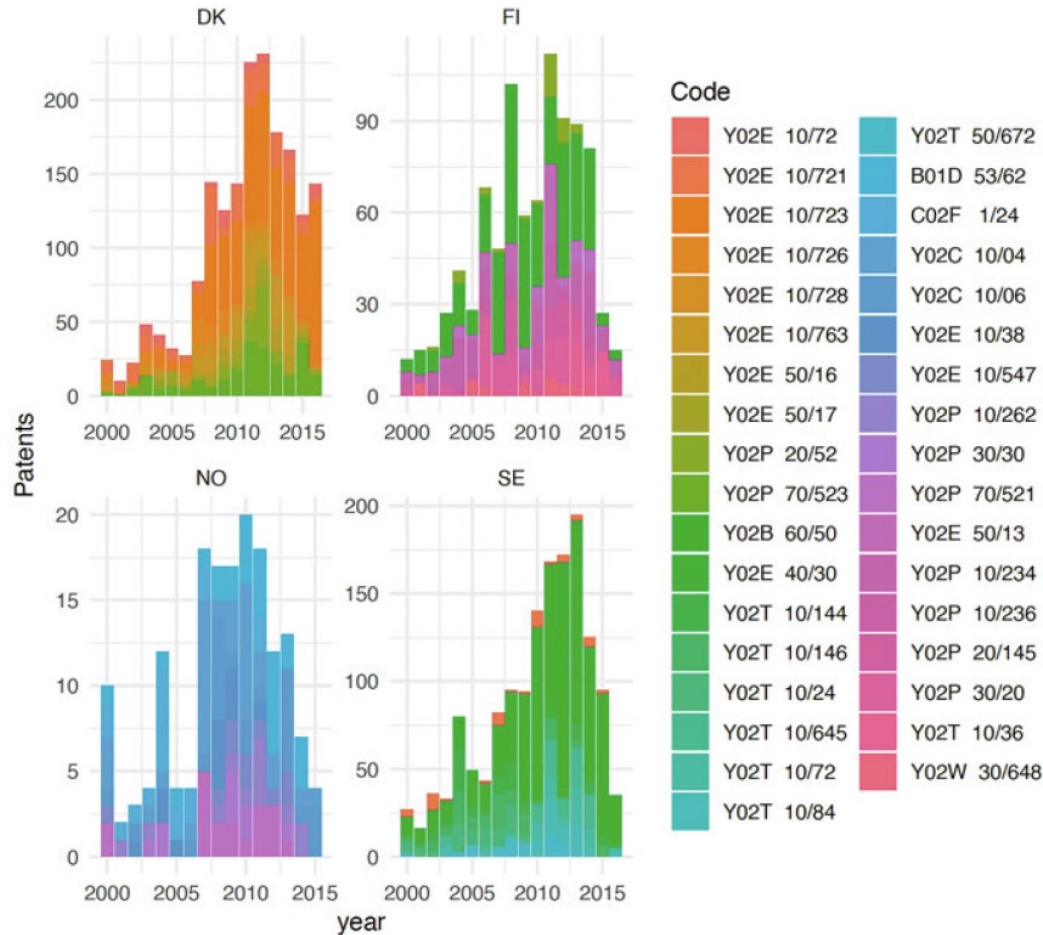 DK
FI
200
150
100
50
0
90
60
30
0
2000 2005 2010 2015
2000 2005 2010 2015
Patents
NO
SE
20
15
10
5
0
200
150
100
50
0
2000 2005 2010 2015
2000 2005 2010 2015
year
Code
Y02E 10/72
Y02E 10/721
Y02E 10/723
Y02E 10/726
Y02E 10/728
Y02E 10/763
Y02E 50/16
Y02E 50/17
Y02P 20/52
Y02P 70/523
Y02B 60/50
Y02E 40/30
Y02T 10/144
Y02T 10/146
Y02T 10/24
Y02T 10/645
Y02T 10/72
Y02T 10/84
Y02T 50/672
B01D 53/62
C02F 1/24
Y02C 10/04
Y02C 10/06
Y02E 10/38
Y02E 10/547
Y02P 10/262
Y02P 30/30
Y02P 70/521
Y02E 50/13
Y02P 10/234
Y02P 10/236
Y02P 20/145
Y02P 30/20
Y02T 10/36
Y02W 30/648